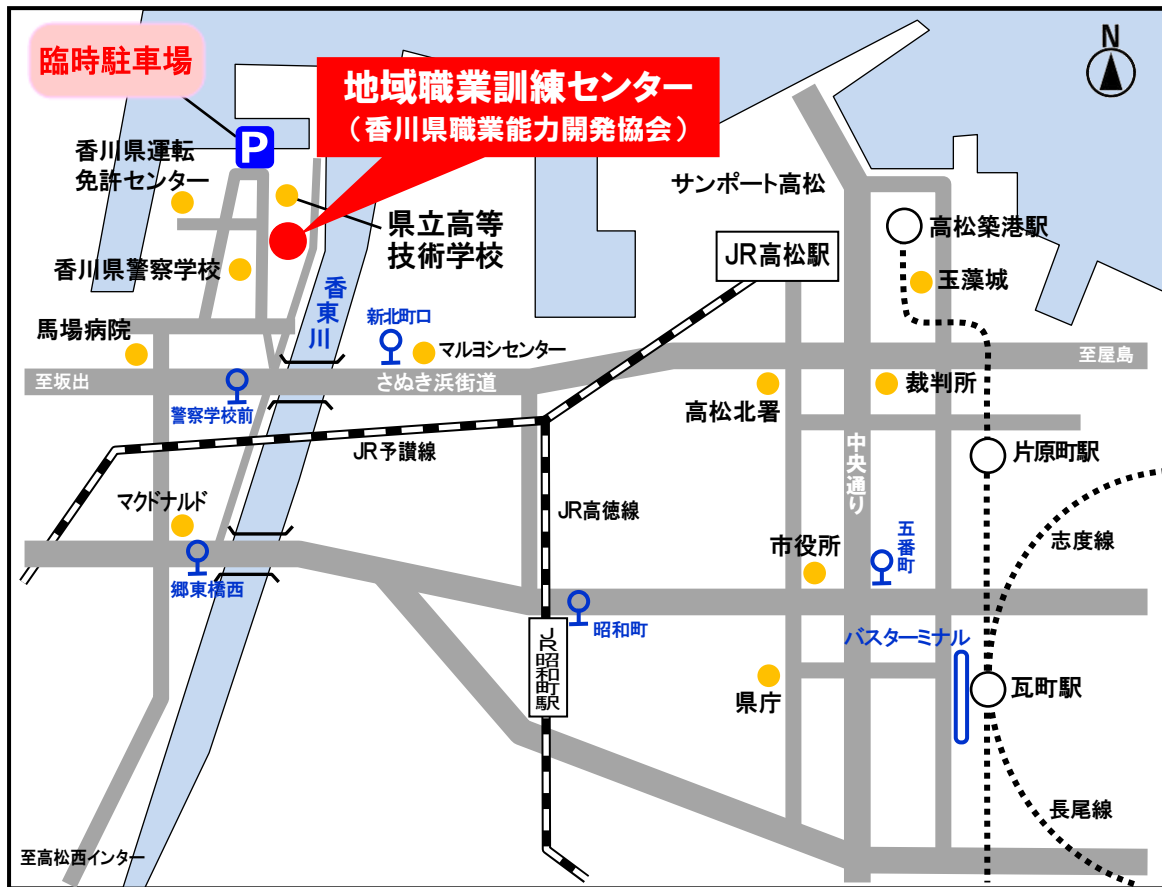 臨時駐車場
地域職業訓練センター
（香川県職業能力開発協会）
N
P
香川県運転
免許センター
県立高等
技術学校
サンポート高松
高松築港駅
JR高松駅
香川県警察学校
玉藻城
香東川
新北町口
馬場病院
マルヨシセンター
至屋島
至坂出
さぬき浜街道
裁判所
高松北署
警察学校前
JR予讃線
中央通り
片原町駅
マクドナルド
JR高徳線
志度線
五番町
市役所
郷東橋西
昭和町
バスターミナル
JR昭和町駅
瓦町駅
県庁
長尾線
至高松西インター